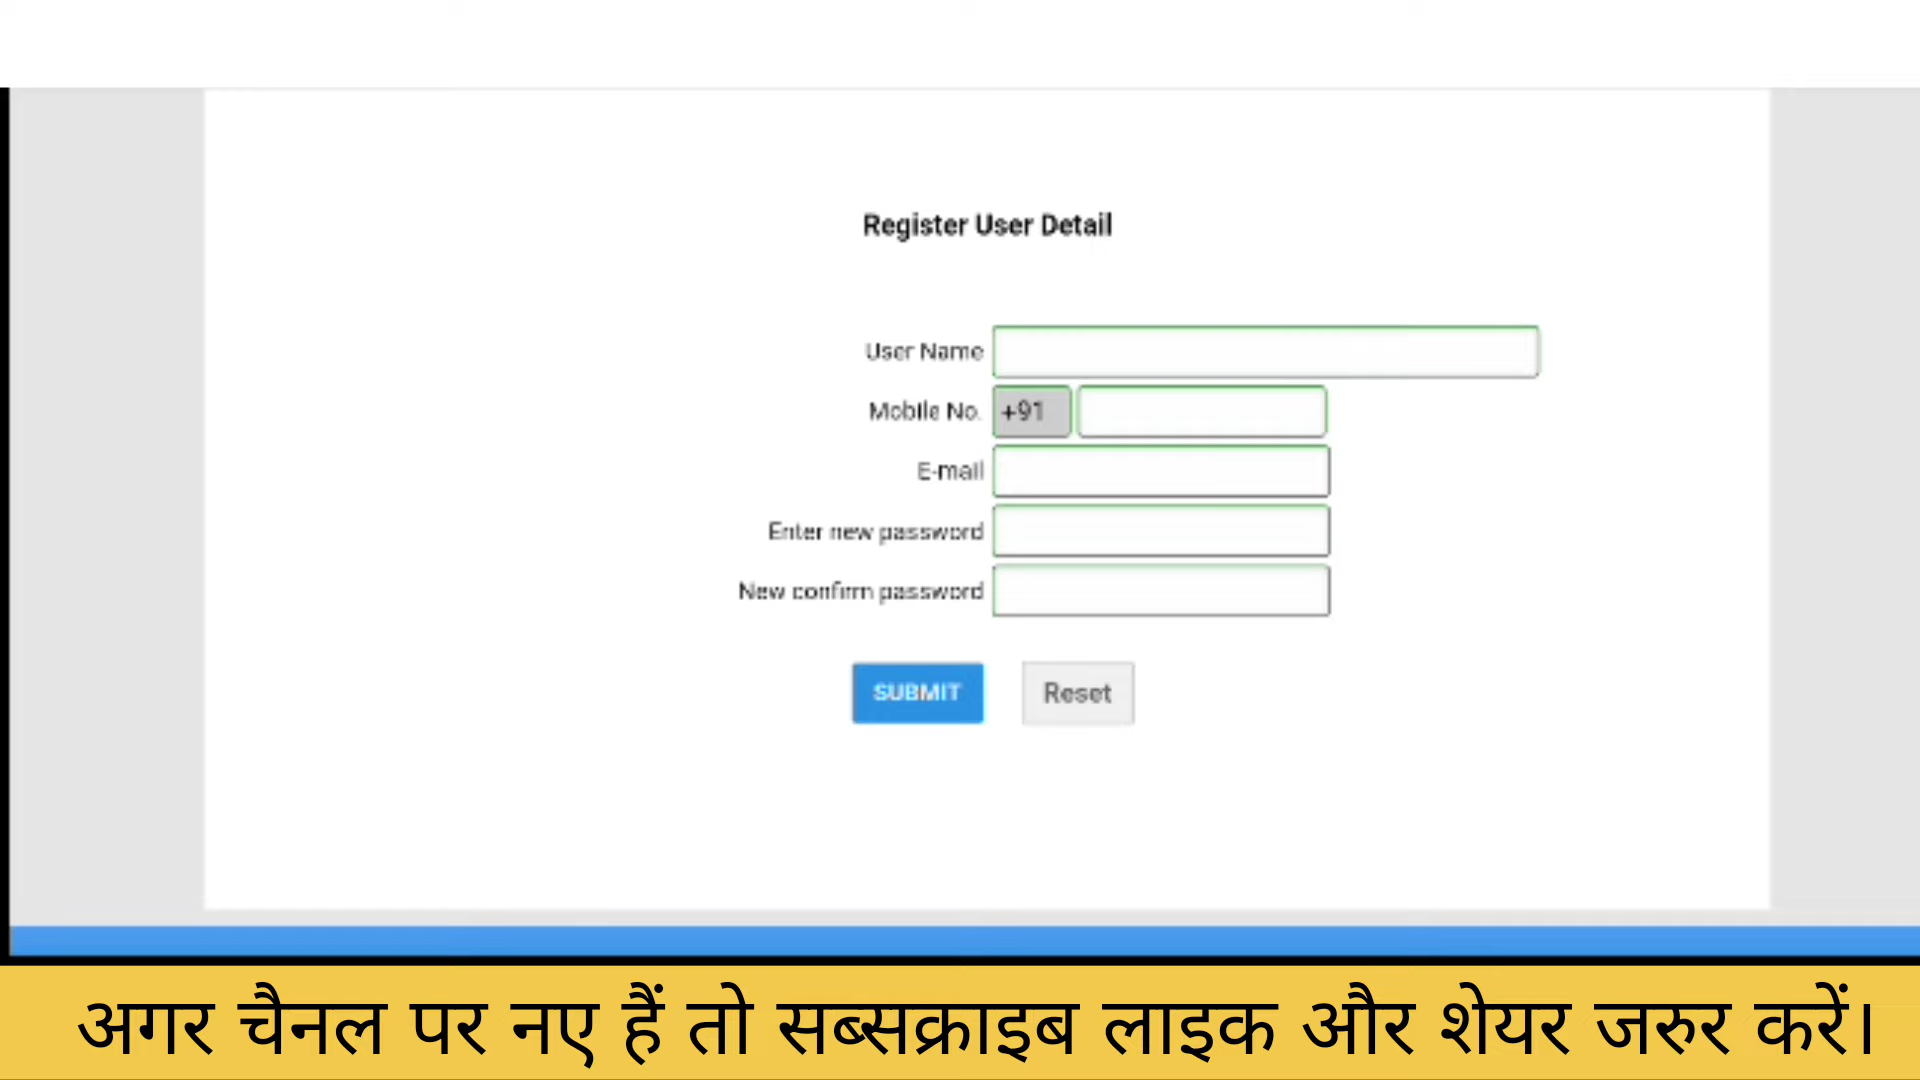 Register User Detail
User Name
Mobile No. +91
E-mail
Enter new password
New confirm password
SUBMIT Reset
अगर चैनल पर नए हैं तो सब्सक्राइब लाइक और शेयर जरुर करें।